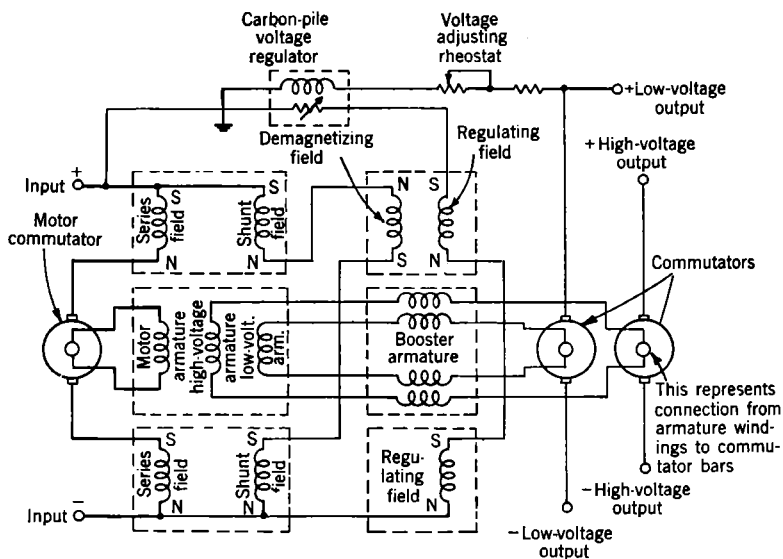 Carbon-pile
voltage
regulator
Voltage
adjusting
rheostat
+Low-voltage
output
Demagnetizing
field
Regulating
field
+High-voltage
output
+
Input
Motor
commutator
S
S
Series
field
Shunt
field
N
N
N
S
S
N
Commutators
Motor
armature
high-voltage
armature
low-volt.
arm.
Booster
armature
This represents
connection from
armature wind-
ings to commu-
tator bars
S
S
Series
field
Shunt
field
N
N
Regu-
lating
field
S
N
−
Input
−High-voltage
output
−Low-voltage
output